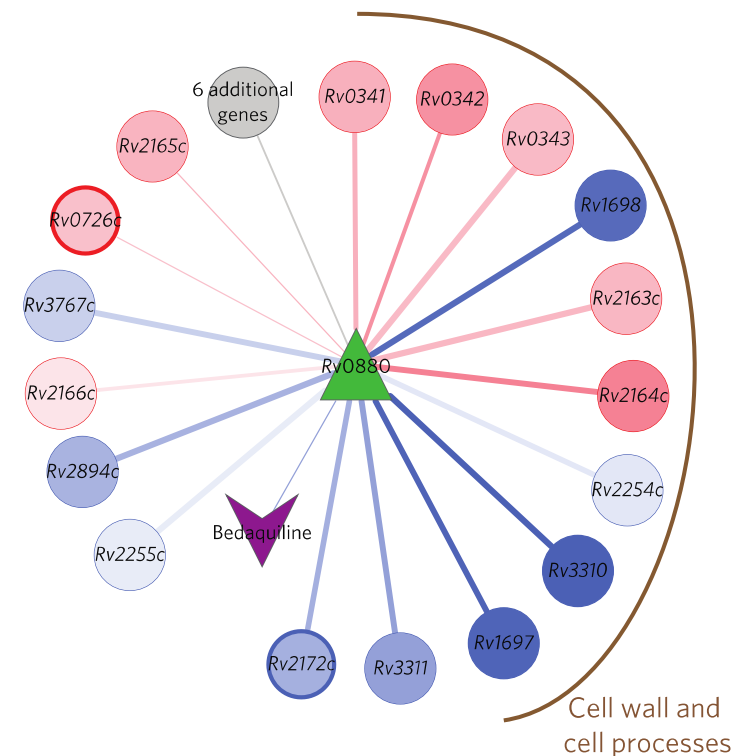 6 additional
genes
Rv0341
Rv0342
Rv0343
Rv1698
Rv2163c
Rv2164c
Rv2254c
Rv3310
Rv1697
Rv3311
Rv2172c
Bedaquiline
Rv2255c
Rv2894c
Rv2166c
Rv3767c
Rv0726c
Rv2165c
Rv0880
Cell wall and
cell processes